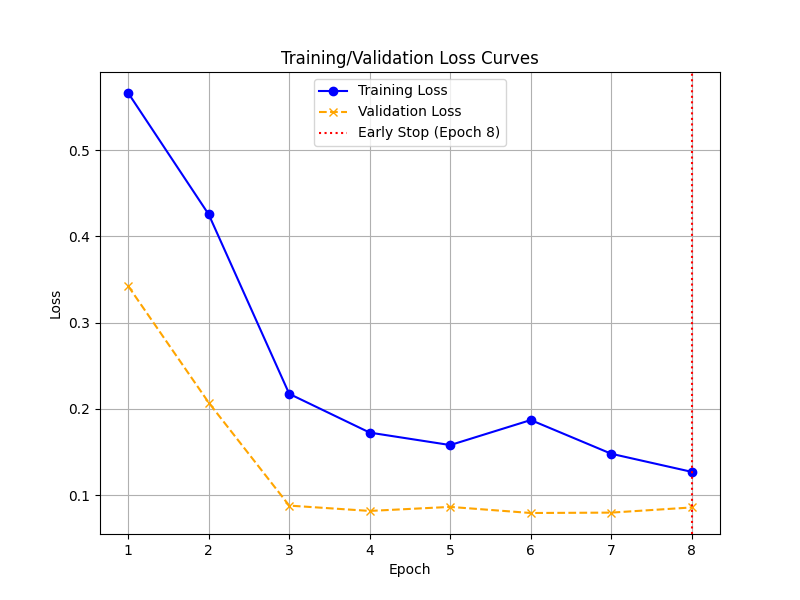 Training/Validation Loss Curves
Training Loss
Validation Loss
Early Stop (Epoch 8)
Loss
0.5
0.4
0.3
0.2
0.1
1 2 3 4 5 6 7 8
Epoch